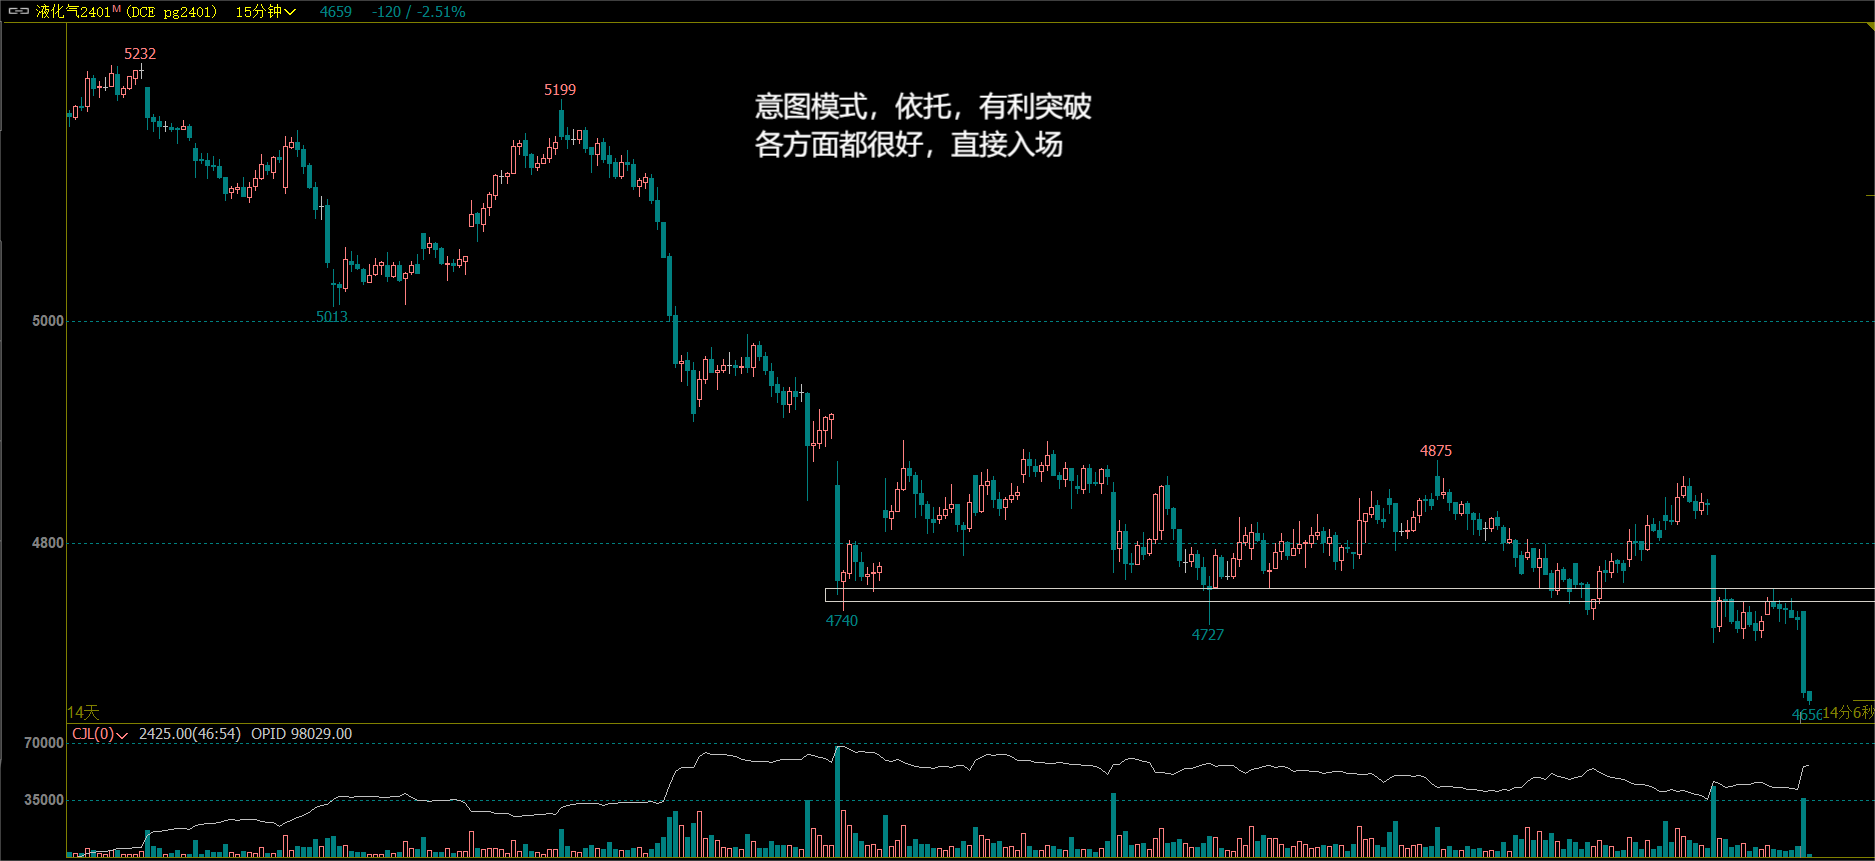 液化气2401M (DCE pg2401) 15分钟 4659 -120 / -2.51%
5232
5199
意图模式，依托，有利突破
各方面都很好，直接入场
5013
5000
4875
4800
4740
4727
14天
4656
14分6秒
CJL(0) 2425.00(46:54) OPID 98029.00
70000
35000